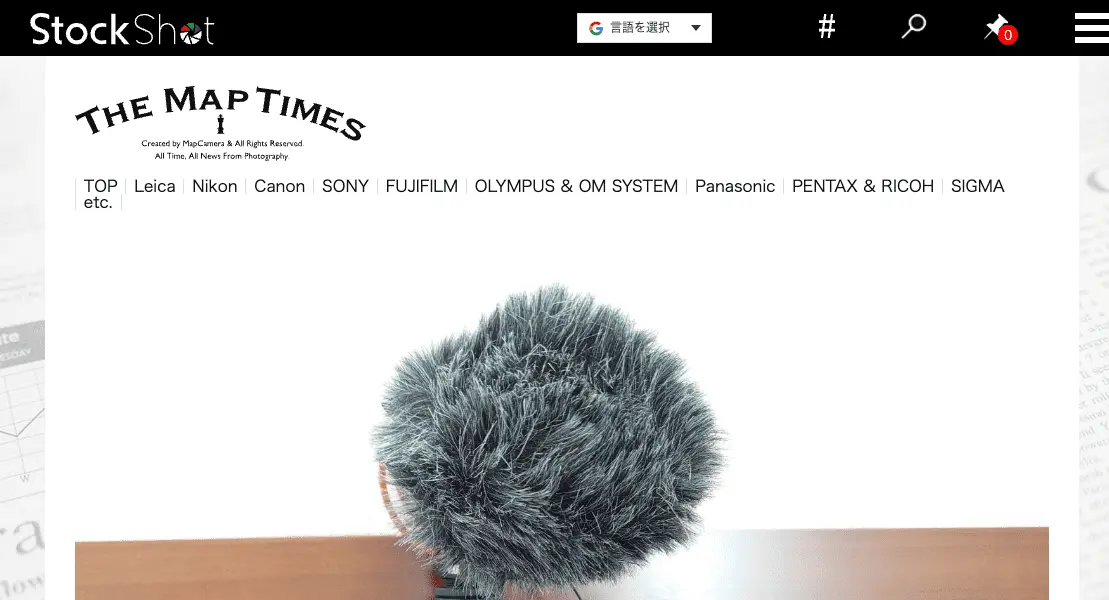 StockShot
言語を選択
#
0
THE MAP TIMES
Created by MapCamera & All Rights Reserved.
All Time, All News From Photography.
TOP Leica Nikon Canon SONY FUJIFILM OLYMPUS & OM SYSTEM Panasonic PENTAX & RICOH SIGMA
etc.